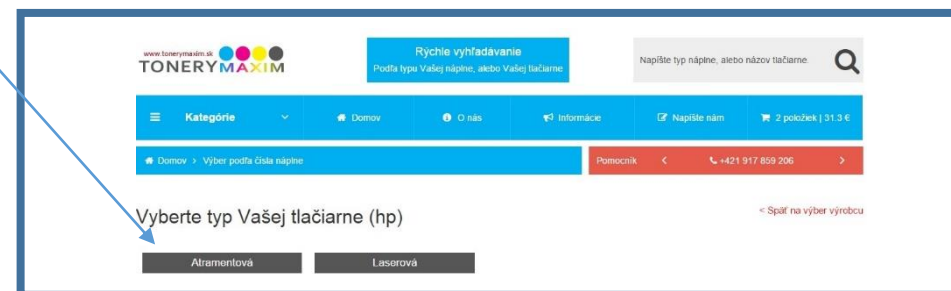 www.tonerymaxim.sk
TONERYMAXIM
Rýchle vyhľadávanie
Podľa typu Vašej náplne, alebo Vašej tlačiarne
Napíšte typ náplne, alebo názov tlačiarne.
Kategórie
Domov
O nás
Informácie
Napíšte nám
2 položiek | 31.3 €
Domov > Výber podľa čísla náplne
Pomocník < +421 917 859 206 >
Vyberte typ Vašej tlačiarne (hp)
< Späť na výber výrobcu
Atramentová
Laserová